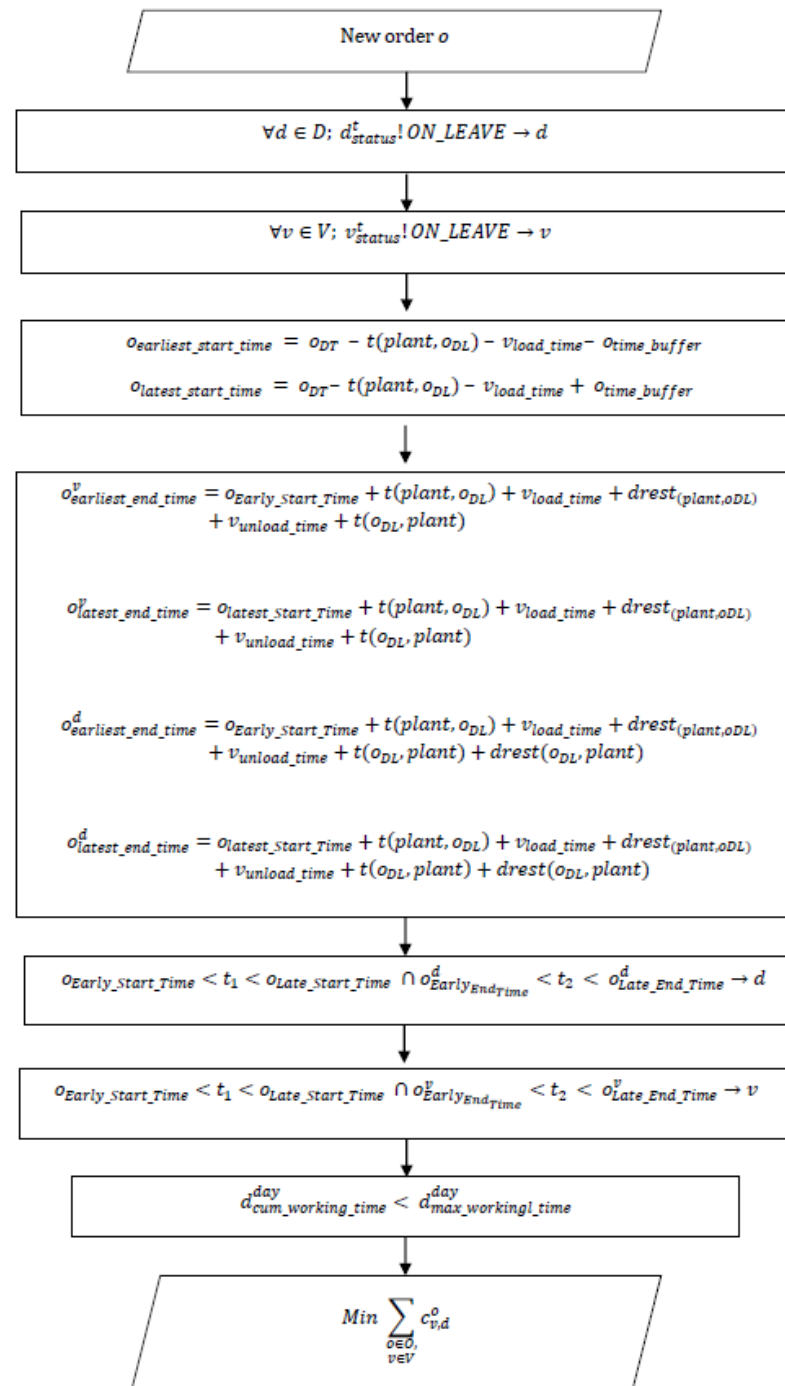 New order o
∀d ∈ D; d^t_status! ON_LEAVE → d
∀v ∈ V; v^t_status! ON_LEAVE → v
o_earliest_start_time = o_DT − t(plant, o_DL) − v_load_time − o_time_buffer
o_latest_start_time = o_DT − t(plant, o_DL) − v_load_time + o_time_buffer
o^v_earliest_end_time = o_Early_Start_Time + t(plant, o_DL) + v_load_time + drest_(plant,oDL)
+ v_unload_time + t(o_DL, plant)
o^v_latest_end_time = o_latest_Start_Time + t(plant, o_DL) + v_load_time + drest_(plant,oDL)
+ v_unload_time + t(o_DL, plant)
o^d_earliest_end_time = o_Early_Start_Time + t(plant, o_DL) + v_load_time + drest_(plant,oDL)
+ v_unload_time + t(o_DL, plant) + drest(o_DL, plant)
o^d_latest_end_time = o_latest_Start_Time + t(plant, o_DL) + v_load_time + drest_(plant,oDL)
+ v_unload_time + t(o_DL, plant) + drest(o_DL, plant)
o_Early_Start_Time < t_1 < o_Late_Start_Time ∩ o^d_Early_End_Time < t_2 < o^d_Late_End_Time → d
o_Early_Start_Time < t_1 < o_Late_Start_Time ∩ o^v_Early_End_Time < t_2 < o^v_Late_End_Time → v
d^day_cum_working_time < d^day_max_workingl_time
Min ∑ c^o_v,d
o∈O,
v∈V